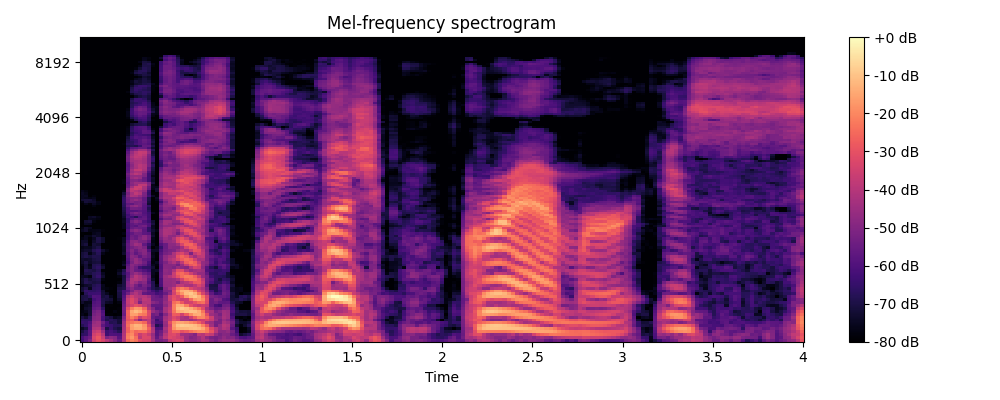 Mel-frequency spectrogram
Hz
8192
4096
2048
1024
512
0
0 0.5 1 1.5 2 2.5 3 3.5 4
Time
+0 dB
-10 dB
-20 dB
-30 dB
-40 dB
-50 dB
-60 dB
-70 dB
-80 dB